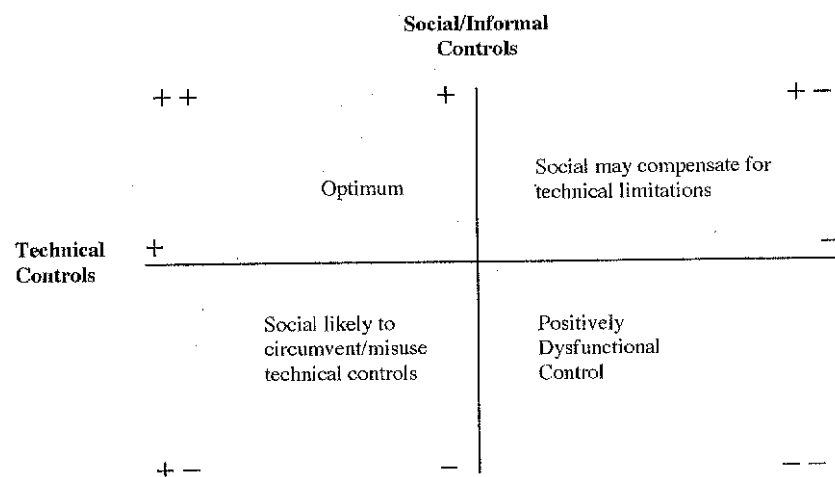 Social/Informal
Controls
+ +
+
+ −
Optimum
Social may compensate for
technical limitations
Technical
Controls
+
−
Social likely to
circumvent/misuse
technical controls
Positively
Dysfunctional
Control
+ −
−
− −